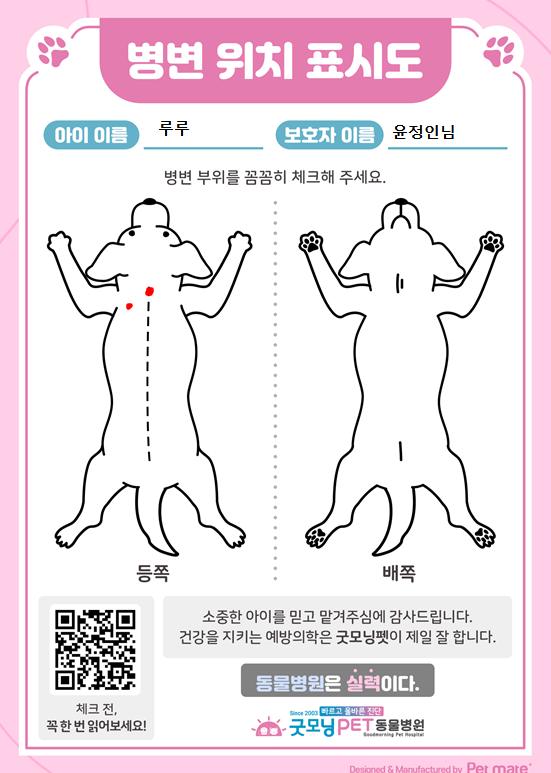 병변 위치 표시도
아이 이름 루루 보호자 이름 윤정인님
병변 부위를 꼼꼼히 체크해 주세요.
등쪽 배쪽
소중한 아이를 믿고 맡겨주심에 감사드립니다.
건강을 지키는 예방의학은 굿모닝펫이 제일 잘 합니다.
체크 전,
꼭 한 번 읽어보세요!
동물병원은 실력이다.
Since 2003 바르고 올바른 진단
굿모닝PET동물병원
Goodmorning Pet Hospital
Designed & Manufactured by Petmare